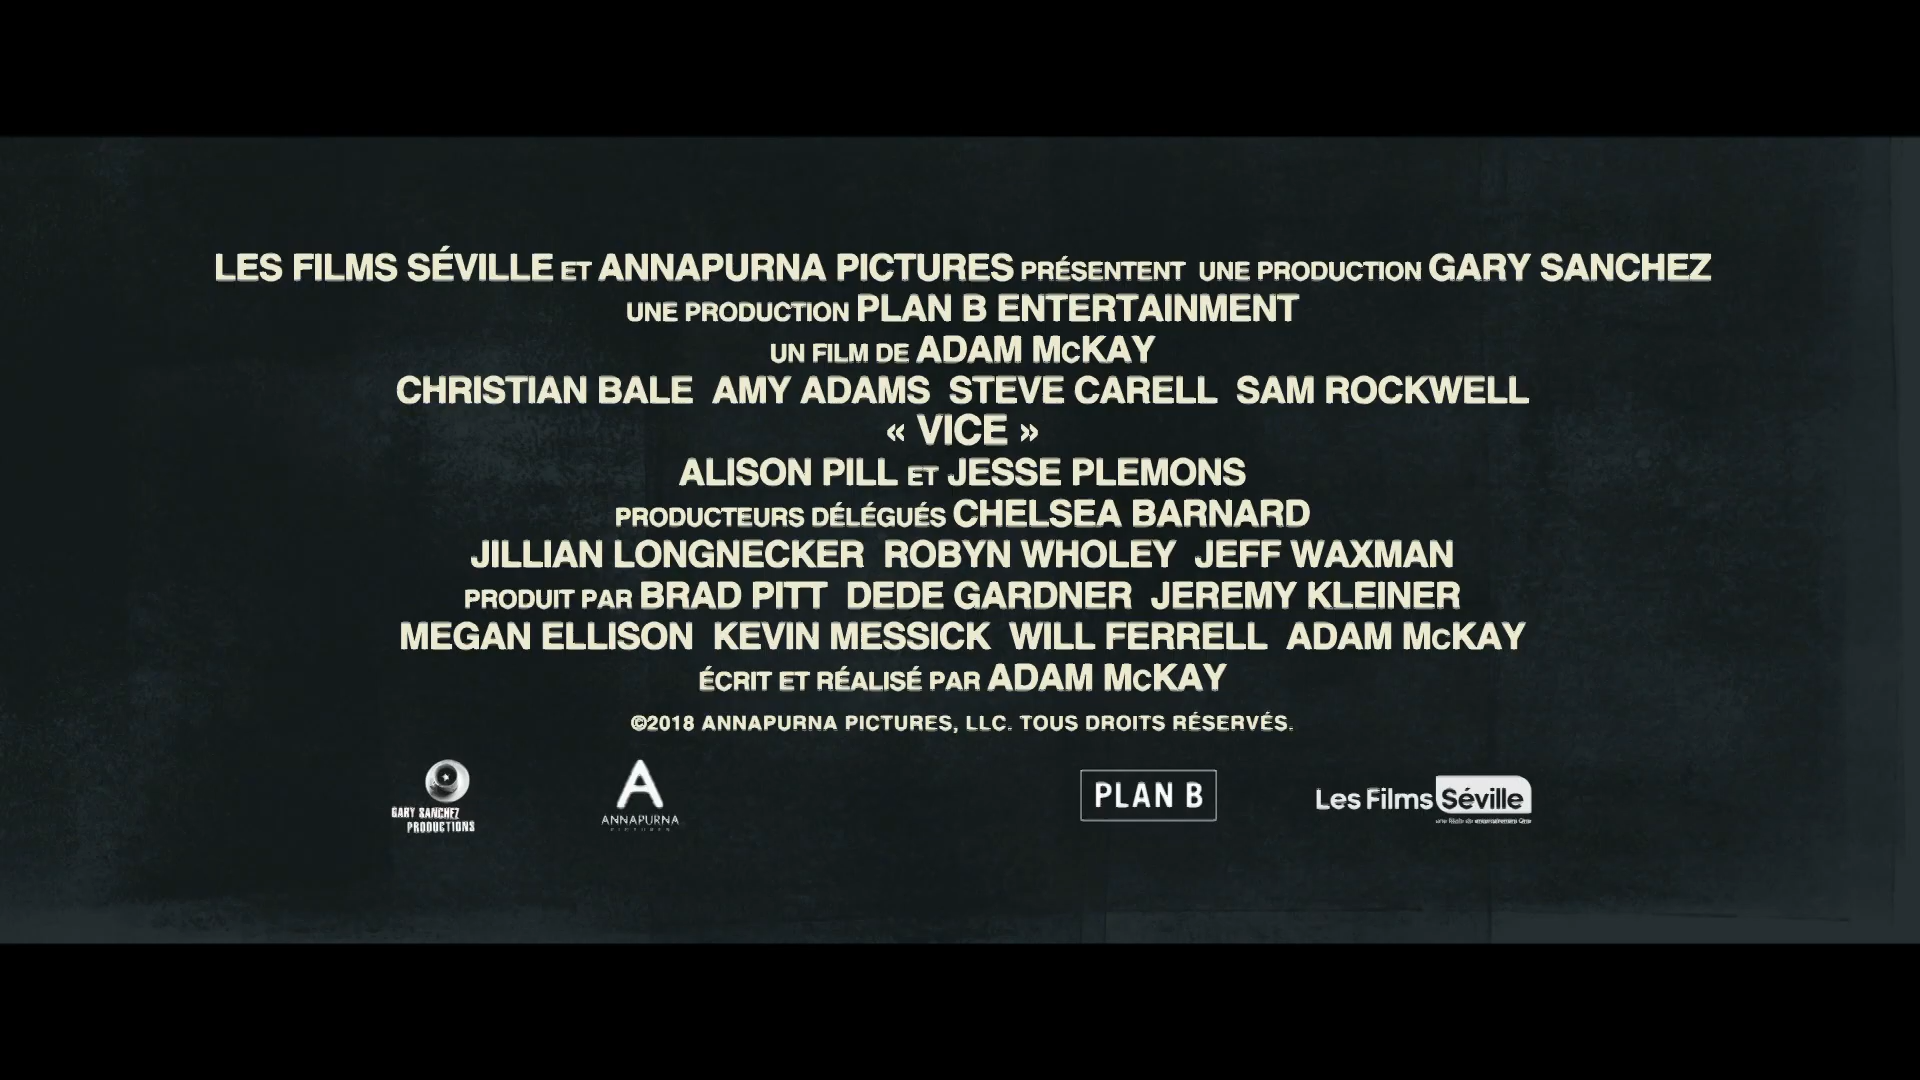 LES FILMS SÉVILLE ET ANNAPURNA PICTURES PRÉSENTENT UNE PRODUCTION GARY SANCHEZ
UNE PRODUCTION PLAN B ENTERTAINMENT
UN FILM DE ADAM McKAY
CHRISTIAN BALE AMY ADAMS STEVE CARELL SAM ROCKWELL
« VICE »
ALISON PILL ET JESSE PLEMONS
PRODUCTEURS DÉLÉGUÉS CHELSEA BARNARD
JILLIAN LONGNECKER ROBYN WHOLEY JEFF WAXMAN
PRODUIT PAR BRAD PITT DEDE GARDNER JEREMY KLEINER
MEGAN ELLISON KEVIN MESSICK WILL FERRELL ADAM McKAY
ÉCRIT ET RÉALISÉ PAR ADAM McKAY
©2018 ANNAPURNA PICTURES, LLC. TOUS DROITS RÉSERVÉS.
GARY SANCHEZ
PRODUCTIONS
A
ANNAPURNA
PICTURES
PLAN B
Les Films Séville